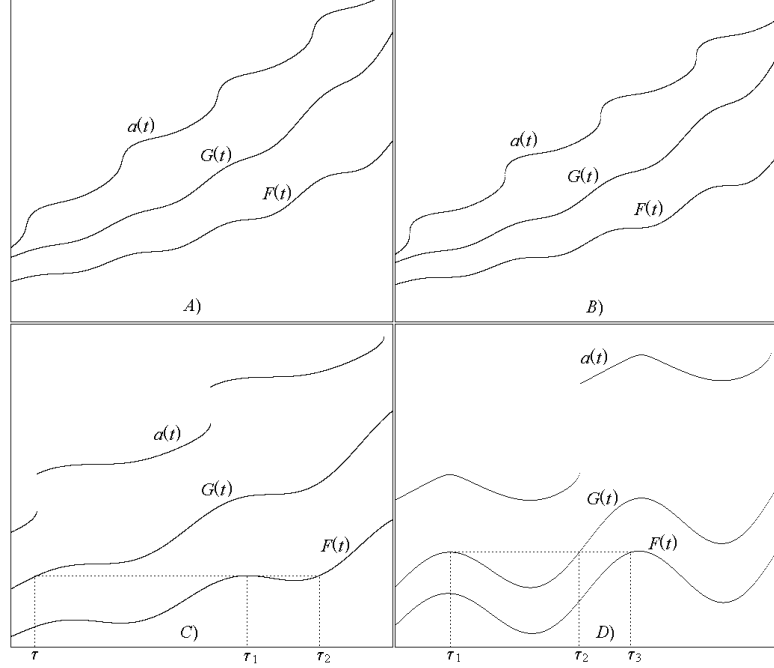 a(t)
G(t)
F(t)
A)
a(t)
G(t)
F(t)
B)
a(t)
G(t)
F(t)
C)
τ τ₁ τ₂
a(t)
G(t)
F(t)
D)
τ₁ τ₂ τ₃